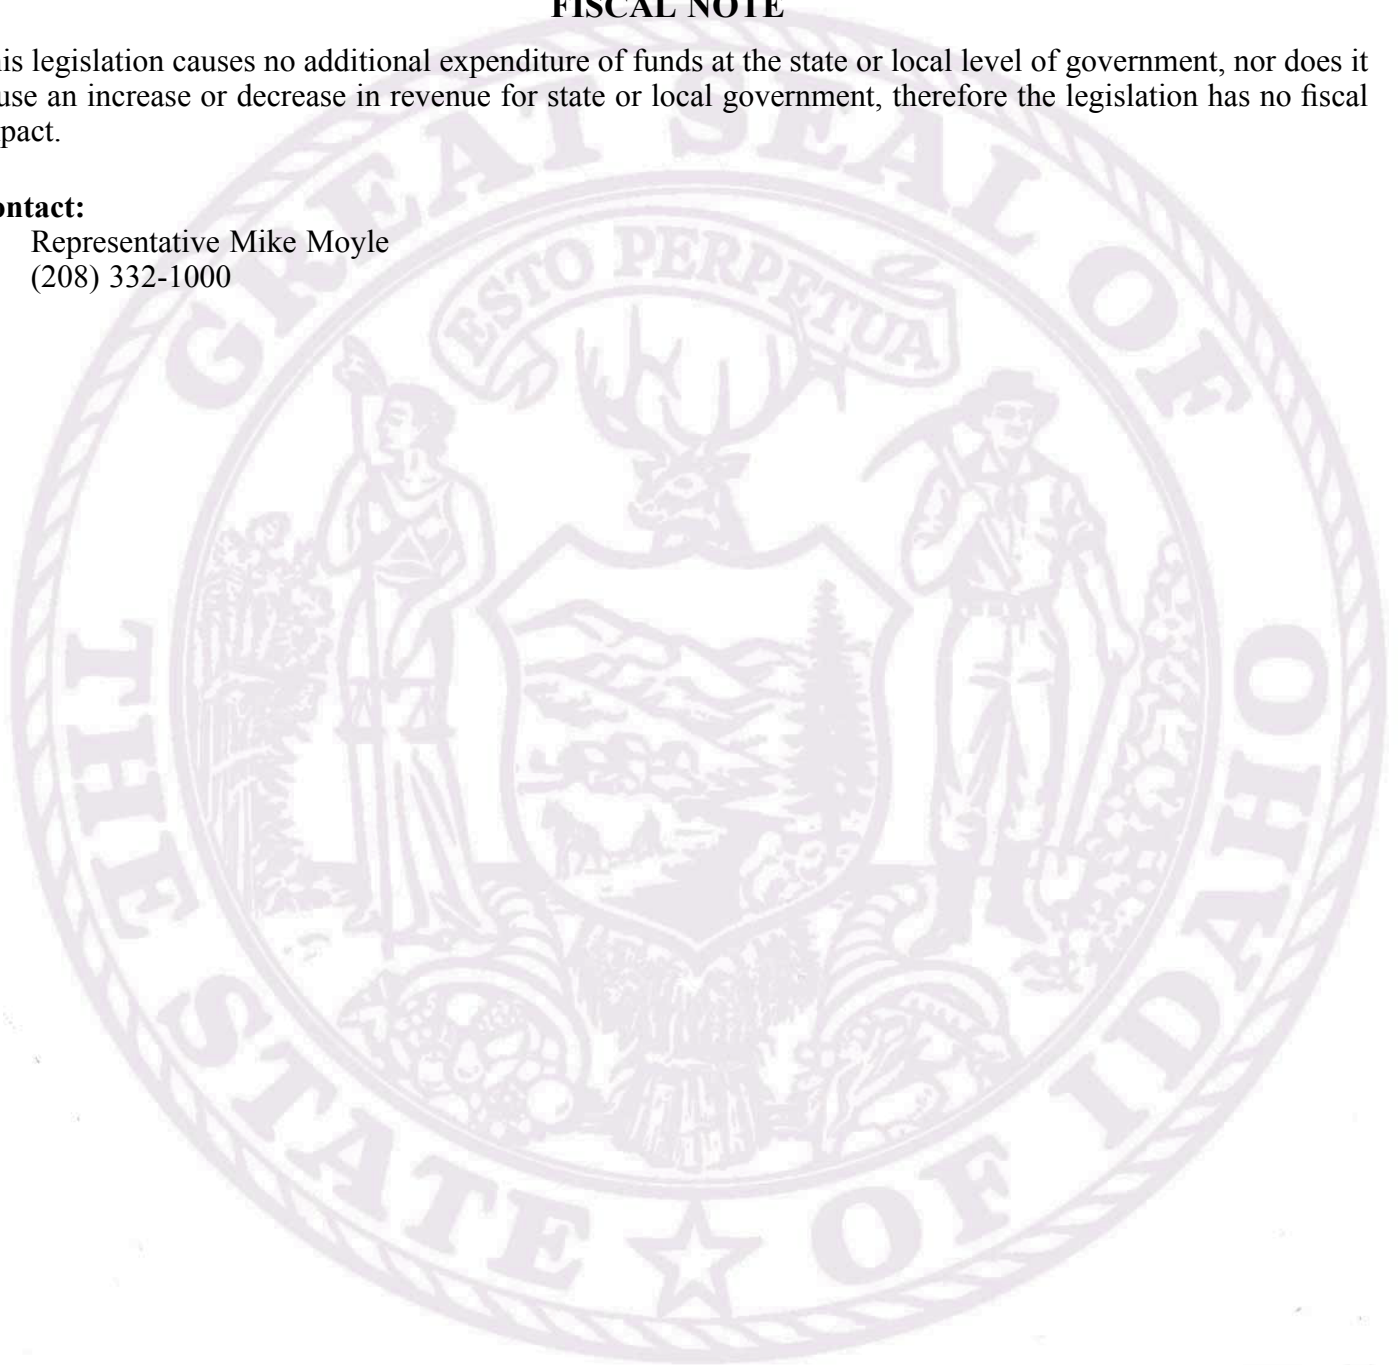 FISCAL NOTE
his legislation causes no additional expenditure of funds at the state or local level of government, nor does it
use an increase or decrease in revenue for state or local government, therefore the legislation has no fiscal
pact.
ontact:
Representative Mike Moyle
(208) 332-1000
GREAT SEAL OF
ESTO PERPETUA
THE
STATE OF IDAHO